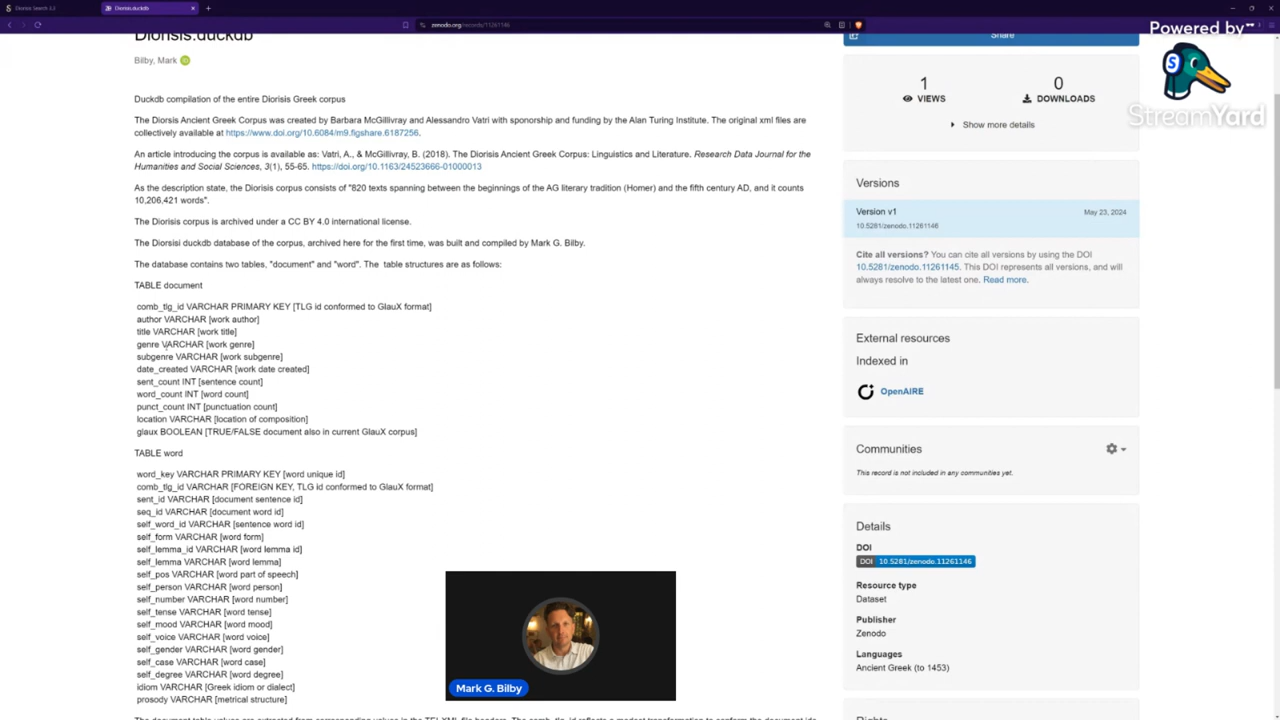 Diorisis Search 4.3
Diorisis.duckdb
zenodo.org/records/11261146
Diorisis.duckdb
Bilby, Mark
Duckdb compilation of the entire Diorisis Greek corpus
The Diorsis Ancient Greek Corpus was created by Barbara McGillivray and Alessandro Vatri with sponorship and funding by the Alan Turing Institute. The original xml files are
collectively available at https://www.doi.org/10.6084/m9.figshare.6187256.
An article introducing the corpus is available as: Vatri, A., & McGillivray, B. (2018). The Diorisis Ancient Greek Corpus: Linguistics and Literature. Research Data Journal for the
Humanities and Social Sciences, 3(1), 55-65. https://doi.org/10.1163/24523666-01000013
As the description state, the Diorisis corpus consists of "820 texts spanning between the beginnings of the AG literary tradition (Homer) and the fifth century AD, and it counts
10,206,421 words".
The Diorisis corpus is archived under a CC BY 4.0 international license.
The Diorisi duckdb database of the corpus, archived here for the first time, was built and compiled by Mark G. Bilby.
The database contains two tables, "document" and "word". The table structures are as follows:
TABLE document
comb_tlg_id VARCHAR PRIMARY KEY [TLG id conformed to GlauX format]
author VARCHAR [work author]
title VARCHAR [work title]
genre VARCHAR [work genre]
subgenre VARCHAR [work subgenre]
date_created VARCHAR [work date created]
sent_count INT [sentence count]
word_count INT [word count]
punct_count INT [punctuation count]
location VARCHAR [location of composition]
glaux BOOLEAN [TRUE/FALSE document also in current GlauX corpus]
TABLE word
word_key VARCHAR PRIMARY KEY [word unique id]
comb_tlg_id VARCHAR [FOREIGN KEY, TLG id conformed to GlauX format]
sent_id VARCHAR [document sentence id]
seq_id VARCHAR [document word id]
self_word_id VARCHAR [sentence word id]
self_form VARCHAR [word form]
self_lemma_id VARCHAR [word lemma id]
self_lemma VARCHAR [word lemma]
self_pos VARCHAR [word part of speech]
self_person VARCHAR [word person]
self_number VARCHAR [word number]
self_tense VARCHAR [word tense]
self_mood VARCHAR [word mood]
self_voice VARCHAR [word voice]
self_gender VARCHAR [word gender]
self_case VARCHAR [word case]
self_degree VARCHAR [word degree]
idiom VARCHAR [Greek idiom or dialect]
prosody VARCHAR [metrical structure]
Share
1
VIEWS
0
DOWNLOADS
Show more details
Versions
Version v1 May 23, 2024
10.5281/zenodo.11261146
Cite all versions? You can cite all versions by using the DOI
10.5281/zenodo.11261145. This DOI represents all versions, and will
always resolve to the latest one. Read more.
External resources
Indexed in
OpenAIRE
Communities
This record is not included in any communities yet.
Details
DOI
DOI 10.5281/zenodo.11261146
Resource type
Dataset
Publisher
Zenodo
Languages
Ancient Greek (to 1453)
Mark G. Bilby
Powered by
StreamYard